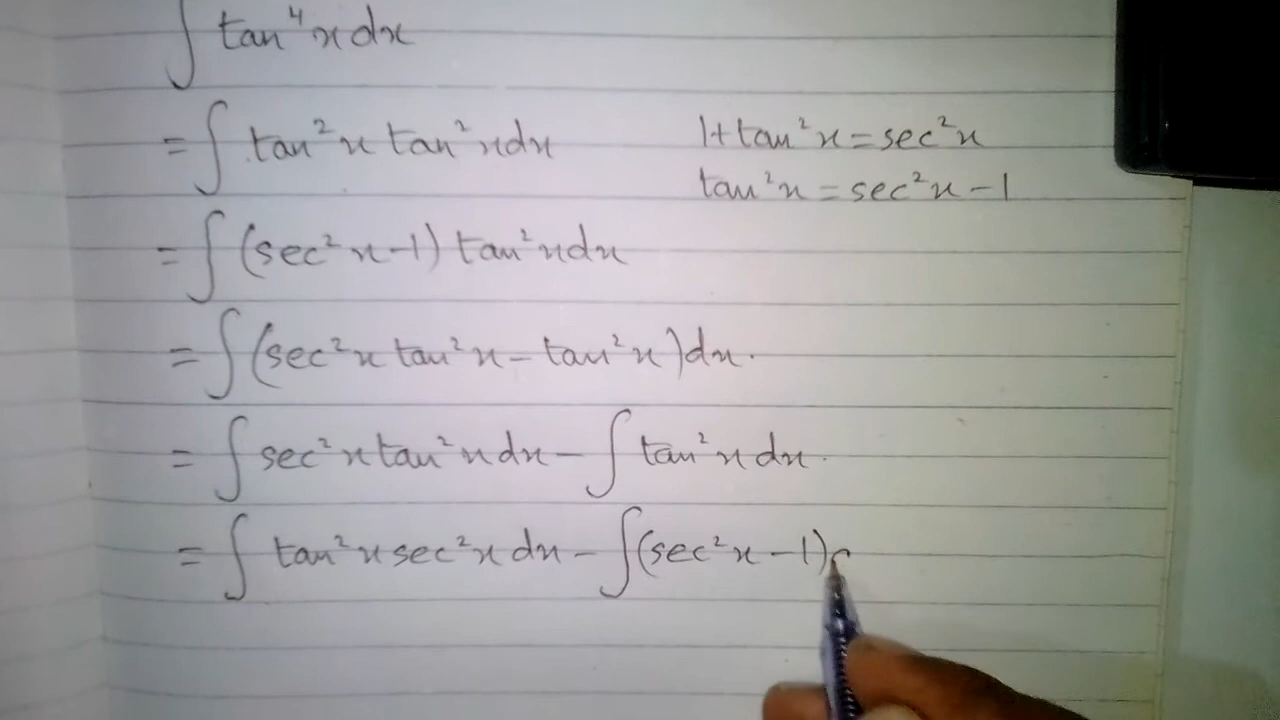 ∫ tan⁴x dx
= ∫ tan²x tan²x dx
1+tan²x = sec²x
tan²x = sec²x - 1
= ∫ (sec²x - 1) tan²x dx
= ∫ (sec²x tan²x - tan²x) dx.
= ∫ sec²x tan²x dx - ∫ tan²x dx.
= ∫ tan²x sec²x dx - ∫ (sec²x - 1)